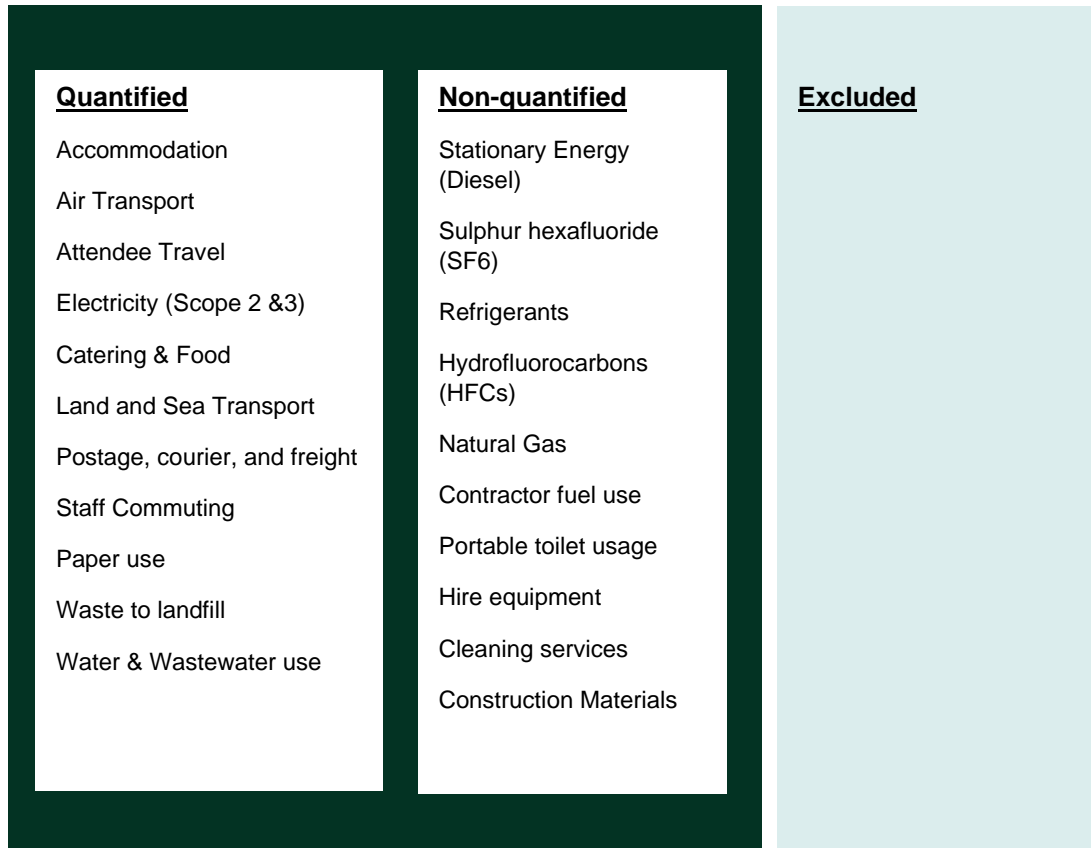 Quantified
Accommodation
Air Transport
Attendee Travel
Electricity (Scope 2 &3)
Catering & Food
Land and Sea Transport
Postage, courier, and freight
Staff Commuting
Paper use
Waste to landfill
Water & Wastewater use
Non-quantified
Stationary Energy
(Diesel)
Sulphur hexafluoride
(SF6)
Refrigerants
Hydrofluorocarbons
(HFCs)
Natural Gas
Contractor fuel use
Portable toilet usage
Hire equipment
Cleaning services
Construction Materials
Excluded